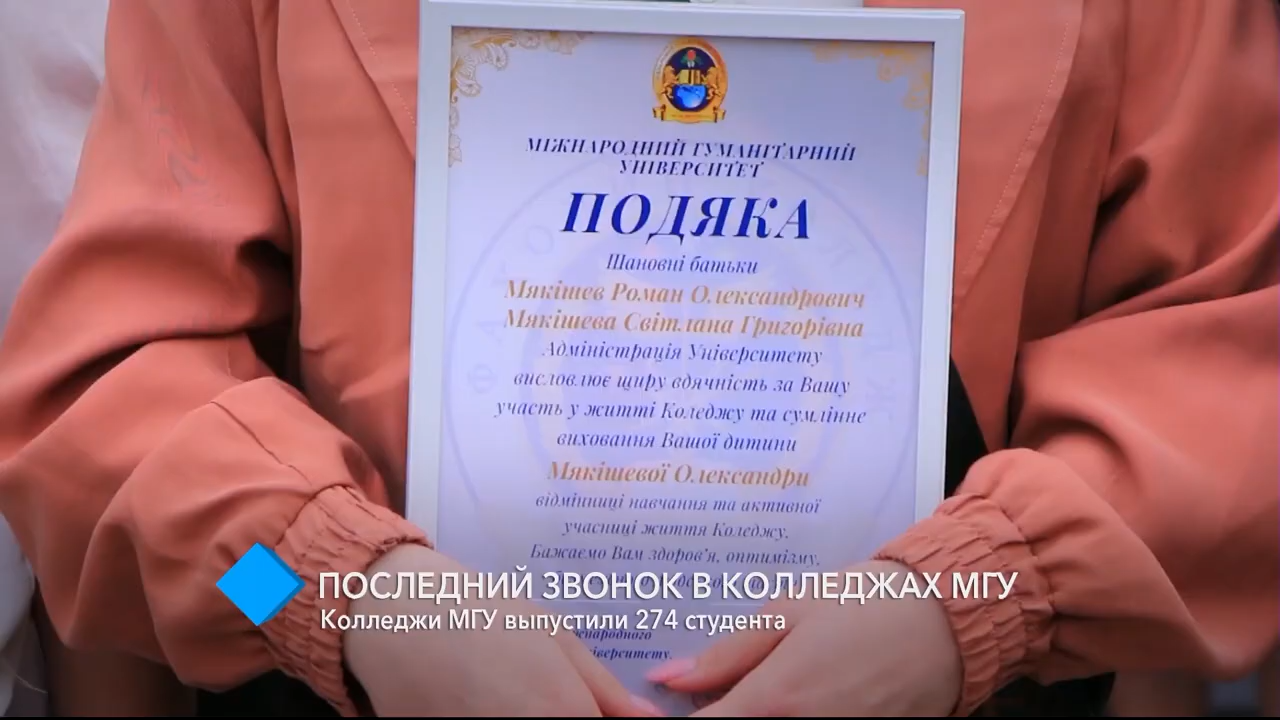 МІЖНАРОДНИЙ ГУМАНІТАРНИЙ
УНІВЕРСИТЕТ
ПОДЯКА
Шановні батьки
Мякішев Роман Олександрович
Мякішева Світлана Григорівна
Адміністрація Університету
висловлює щиру вдячність за Вашу
участь у житті Коледжу та сумлінне
виховання Вашої дитини
Мякішевої Олександри
відмінниці навчання та активної
учасниці життя Коледжу.
Бажаємо Вам здоров'я, оптимізму,
ПОСЛЕДНИЙ ЗВОНОК В КОЛЛЕДЖАХ МГУ
Колледжи МГУ выпустили 274 студента